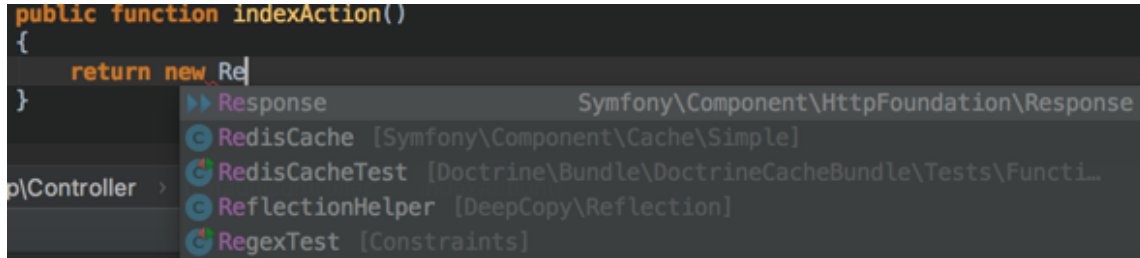 public function indexAction()
{
return new Re
}
Response Symfony\Component\HttpFoundation\Response
RedisCache [Symfony\Component\Cache\Simple]
RedisCacheTest [Doctrine\Bundle\DoctrineCacheBundle\Tests\Functi…
p\Controller
ReflectionHelper [DeepCopy\Reflection]
RegexTest [Constraints]